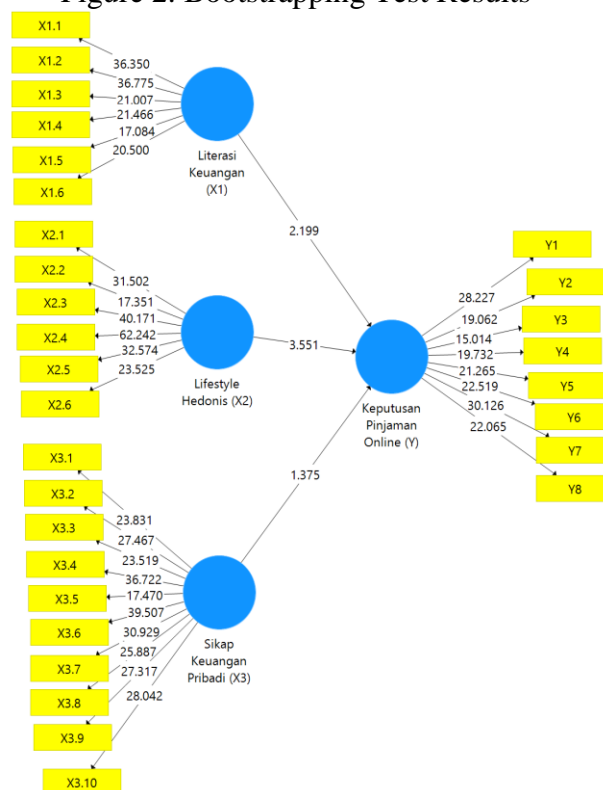 Figure 2. Bootstrapping Test Results
X1.1
X1.2
X1.3
X1.4
X1.5
X1.6
36.350
36.775
21.007
21.466
17.084
20.500
Literasi
Keuangan
(X1)
2.199
X2.1
X2.2
X2.3
X2.4
X2.5
X2.6
31.502
17.351
40.171
62.242
32.574
23.525
Lifestyle
Hedonis (X2)
3.551
X3.1
X3.2
X3.3
X3.4
X3.5
X3.6
X3.7
X3.8
X3.9
X3.10
23.831
27.467
23.519
36.722
17.470
39.507
30.929
25.887
27.317
28.042
Sikap
Keuangan
Pribadi (X3)
1.375
Keputusan
Pinjaman
Online (Y)
28.227
19.062
15.014
19.732
21.265
22.519
30.126
22.065
Y1
Y2
Y3
Y4
Y5
Y6
Y7
Y8